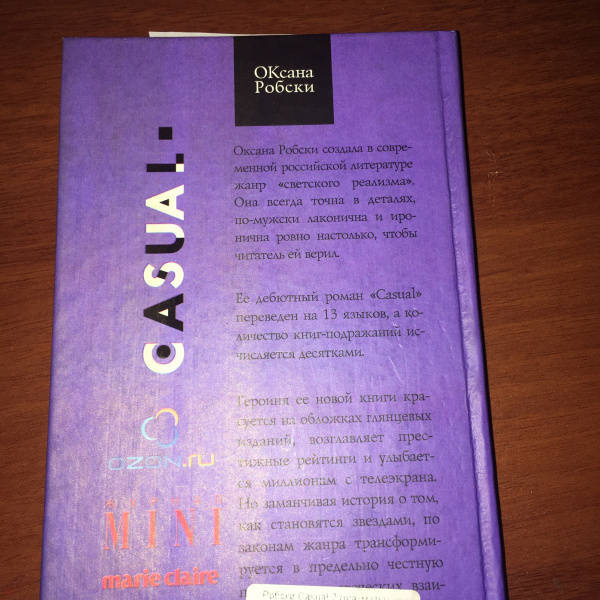 ОКсана
Робски
CASUAL
Оксана Робски создала в совре-
менной российской литературе
жанр «светского реализма».
Она всегда точна в деталях,
по-мужски лаконична и иро-
нична ровно настолько, чтобы
читатель ей верил.
Ее дебютный роман «Casual»
переведен на 13 языков, а ко-
личество книг-подражаний ис-
числяется десятками.
Героиня ее новой книги кра-
суется на обложках глянцевых
изданий, возглавляет прес-
тижные рейтинги и улыбает-
ся миллионам с телеэкрана.
Но заманчивая история о том,
как становятся звездами, по
законам жанра трансформи-
руется в предельно честную
взаи-
ozon.ru
MINI
marie claire
Робски Casual 2